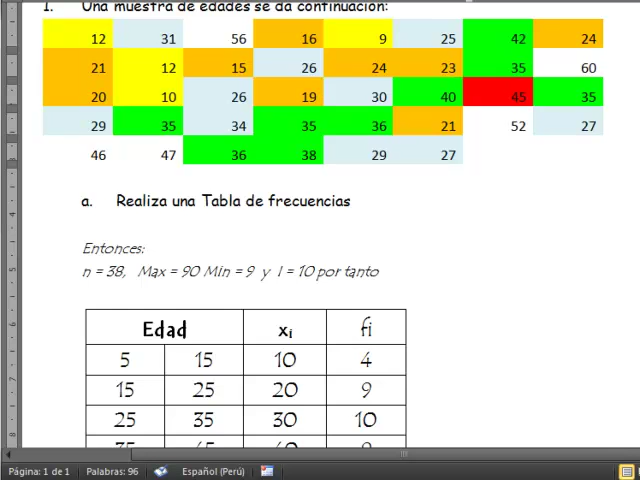 1. Una muestra de edades se da continuación:
12 31 56 16 9 25 42 24
21 12 15 26 24 23 35 60
20 10 26 19 30 40 45 35
29 35 34 35 36 21 52 27
46 47 36 38 29 27
a. Realiza una Tabla de frecuencias
Entonces:
n = 38, Max = 90 Min = 9 y I = 10 por tanto
Edad xi fi
5 15 10 4
15 25 20 9
25 35 30 10
35 45 40 9
Página: 1 de 1 Palabras: 96 Español (Perú)